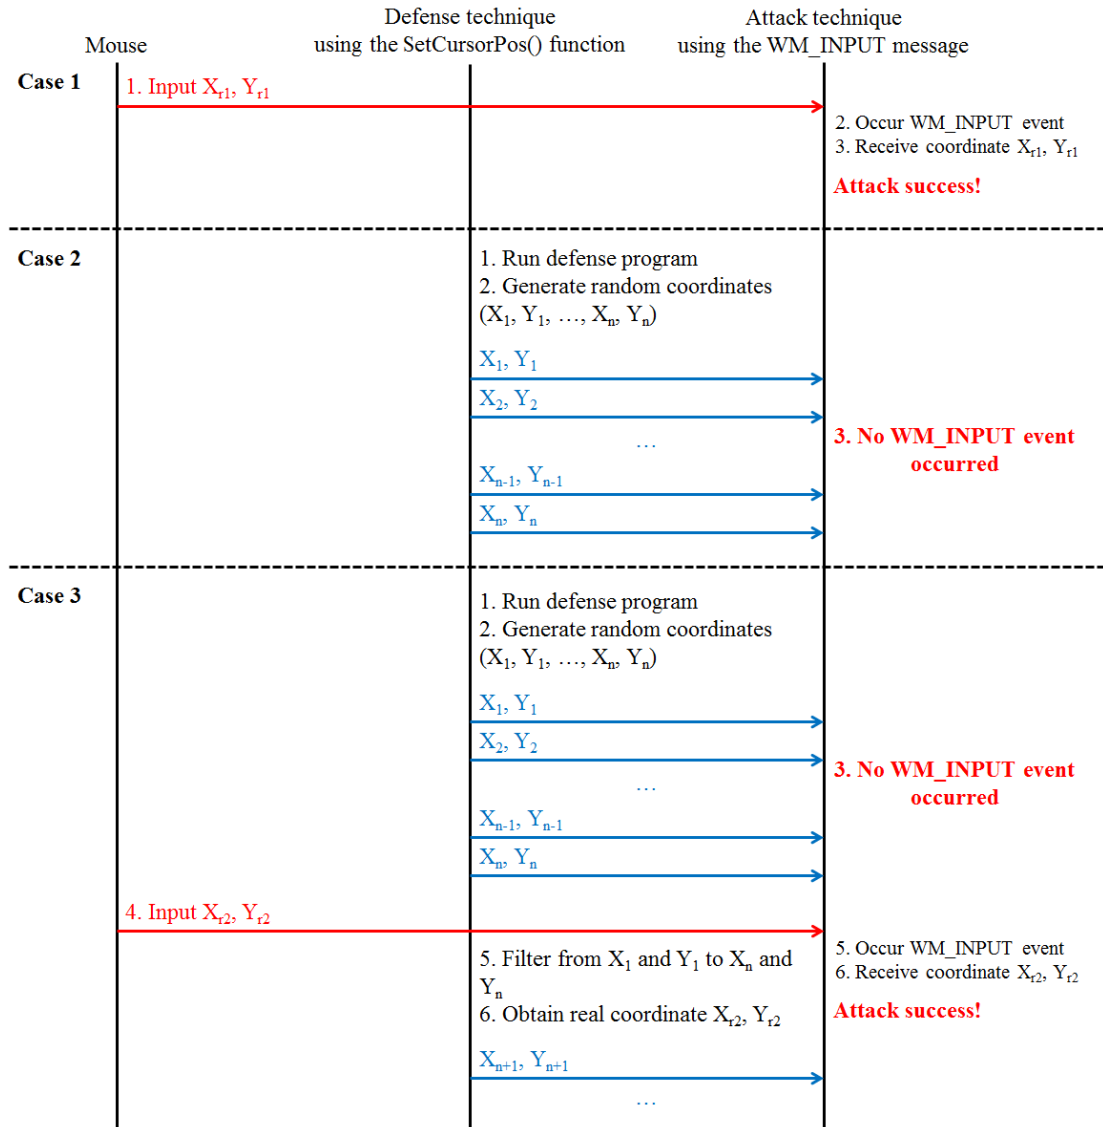 Defense technique
using the SetCursorPos() function
Attack technique
using the WM_INPUT message
Mouse
Case 1
1. Input Xr1, Yr1
2. Occur WM_INPUT event
3. Receive coordinate Xr1, Yr1
Attack success!
Case 2
1. Run defense program
2. Generate random coordinates
(X1, Y1, …, Xn, Yn)
X1, Y1
X2, Y2
…
3. No WM_INPUT event
occurred
Xn-1, Yn-1
Xn, Yn
Case 3
1. Run defense program
2. Generate random coordinates
(X1, Y1, …, Xn, Yn)
X1, Y1
X2, Y2
…
3. No WM_INPUT event
occurred
Xn-1, Yn-1
Xn, Yn
4. Input Xr2, Yr2
5. Filter from X1 and Y1 to Xn and
Yn
6. Obtain real coordinate Xr2, Yr2
5. Occur WM_INPUT event
6. Receive coordinate Xr2, Yr2
Attack success!
Xn+1, Yn+1
…